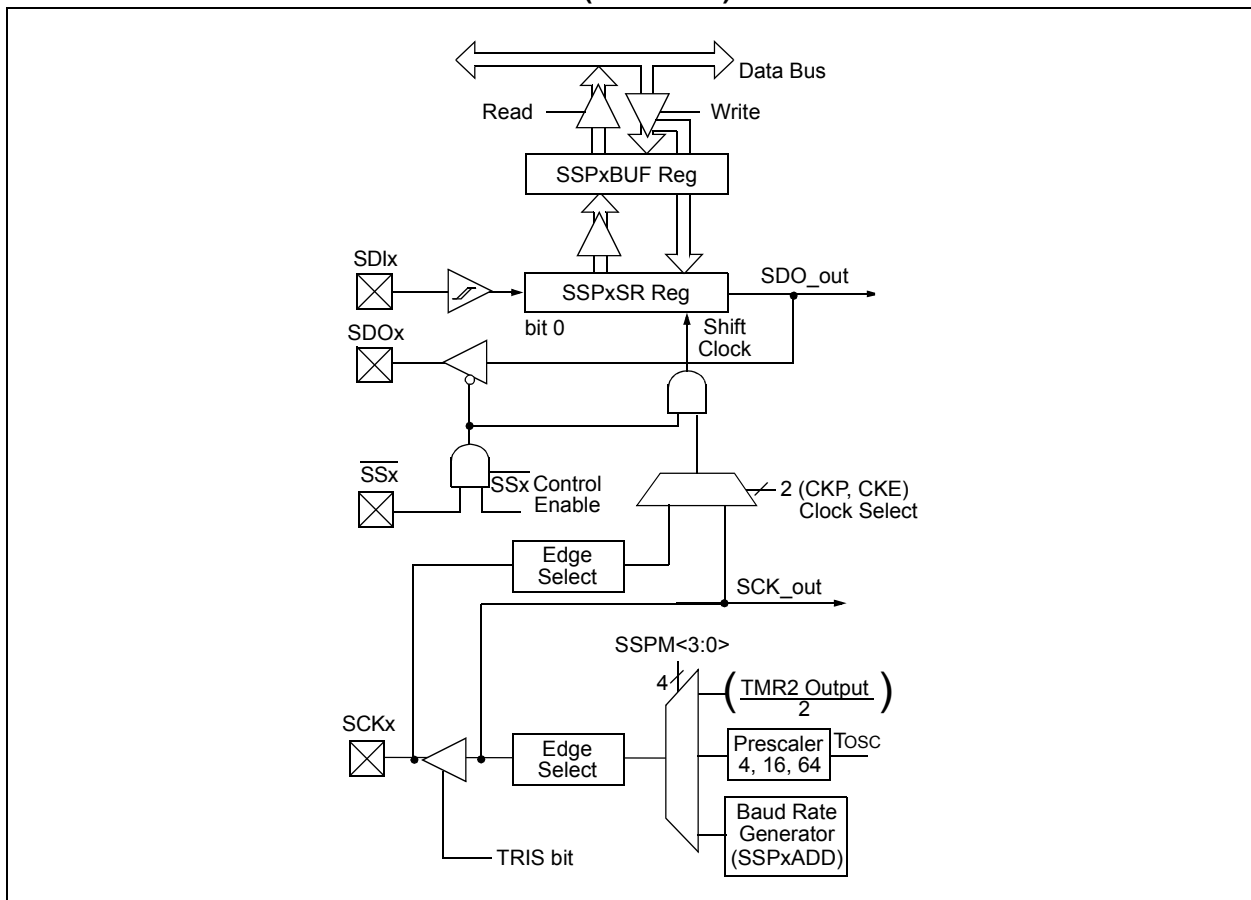 Data Bus
Read
Write
SSPxBUF Reg
SDIx
SDO_out
SSPxSR Reg
bit 0
Shift
Clock
SDOx
SSx
SSx Control
Enable
2 (CKP, CKE)
Clock Select
Edge
Select
SCK_out
SSPM<3:0>
4
(TMR2 Output)
2
SCKx
Edge
Select
Prescaler
4, 16, 64
TOSC
Baud Rate
Generator
(SSPxADD)
TRIS bit